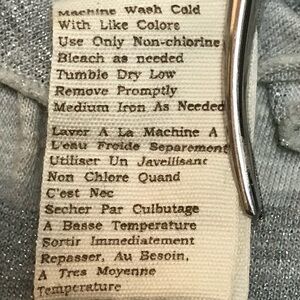 Machine Wash Cold
With Like Colors
Use Only Non-chlorine
Bleach as needed
Tumble Dry Low
Remove Promptly
Medium Iron As Needed
Laver A La Machine A
L'eau Froide Separement
Utiliser Un Javellisant
Non Chlore Quand
C'est Nec
Secher Par Culbutage
A Basse Temperature
Sortir Immediatement
Repasser, Au Besoin,
A Tres Moyenne
Temperature